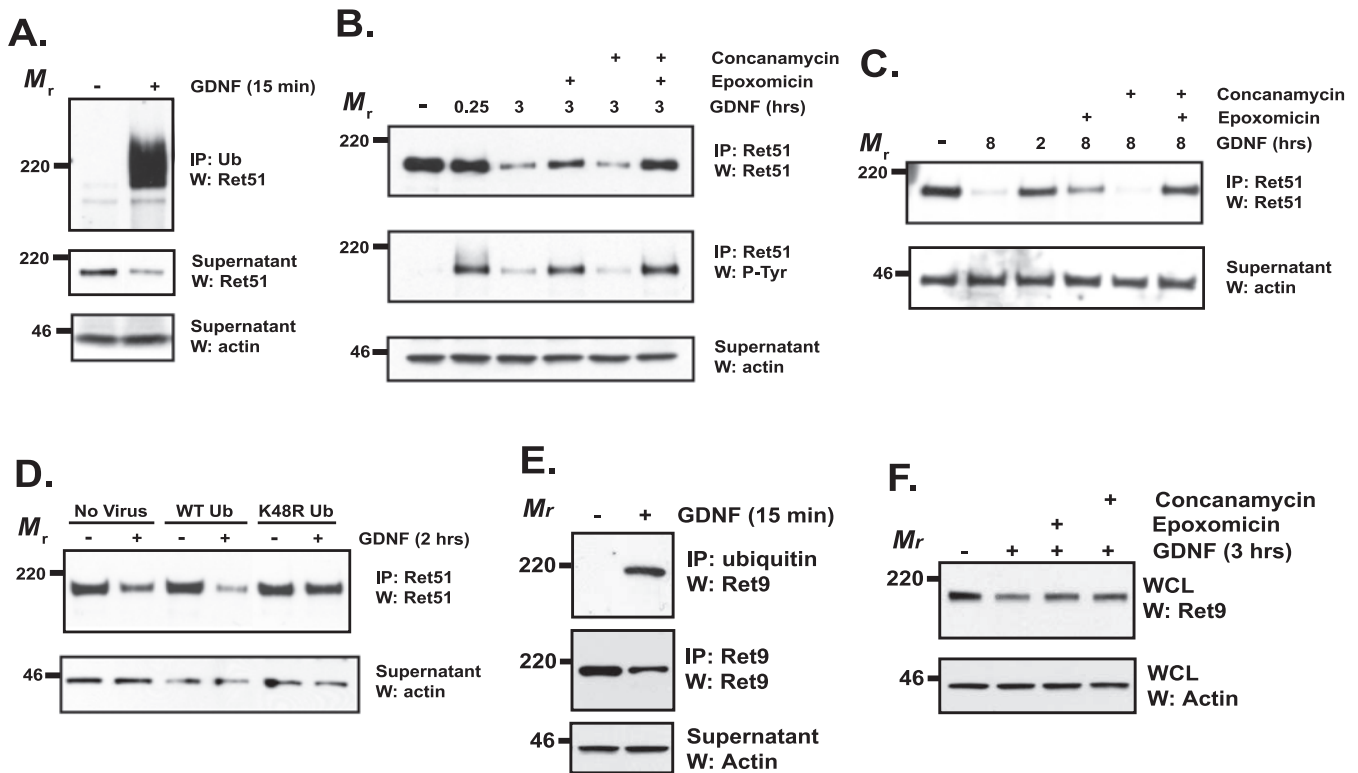 A.
Mr - + GDNF (15 min)
220
IP: Ub
W: Ret51
220
Supernatant
W: Ret51
46
Supernatant
W: actin
B.
+ + Concanamycin
+ + Epoxomicin
Mr - 0.25 3 3 3 3 GDNF (hrs)
220
IP: Ret51
W: Ret51
220
IP: Ret51
W: P-Tyr
46
Supernatant
W: actin
C.
+ + Concanamycin
+ + Epoxomicin
Mr - 8 2 8 8 8 GDNF (hrs)
220
IP: Ret51
W: Ret51
46
Supernatant
W: actin
D.
No Virus WT Ub K48R Ub
Mr - + - + - + GDNF (2 hrs)
220
IP: Ret51
W: Ret51
46
Supernatant
W: actin
E.
Mr - + GDNF (15 min)
220
IP: ubiquitin
W: Ret9
220
IP: Ret9
W: Ret9
46
Supernatant
W: Actin
F.
+ Concanamycin
+ Epoxomicin
Mr - + + + GDNF (3 hrs)
220
WCL
W: Ret9
46
WCL
W: Actin